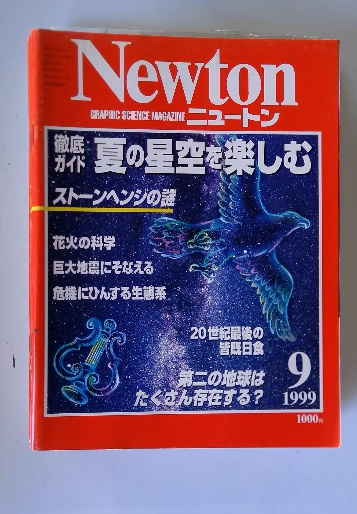 Newton
GRAPHIC SCIENCE MAGAZINE ニュートン
徹底ガイド 夏の星空を楽しむ
ストーンヘンジの謎
花火の科学
巨大地震にそなえる
危機にひんする生態系
20世紀最後の
皆既日食
第二の地球は
たくさん存在する?
9
1999
1000円